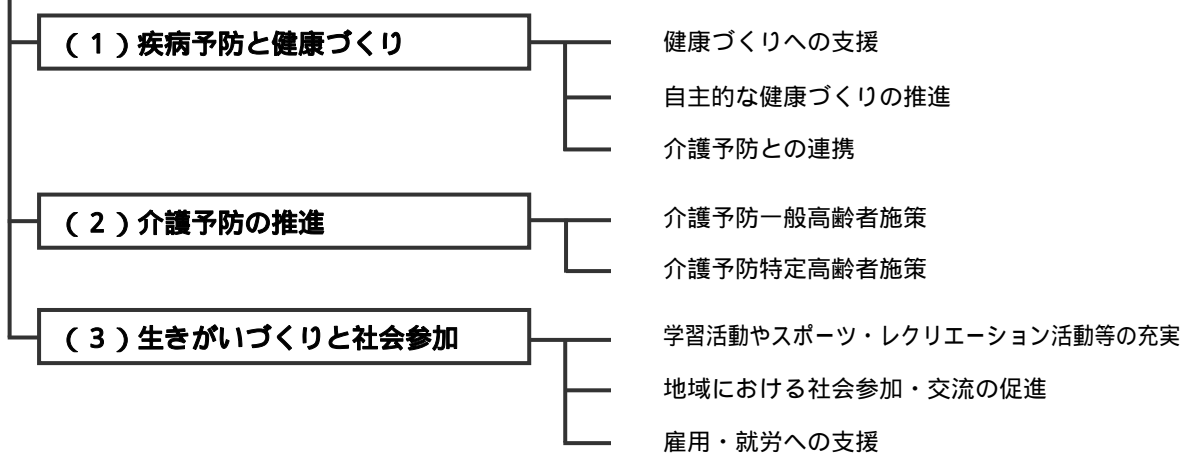 （１）疾病予防と健康づくり
健康づくりへの支援
自主的な健康づくりの推進
介護予防との連携
（２）介護予防の推進
介護予防一般高齢者施策
介護予防特定高齢者施策
（３）生きがいづくりと社会参加
学習活動やスポーツ・レクリエーション活動等の充実
地域における社会参加・交流の促進
雇用・就労への支援